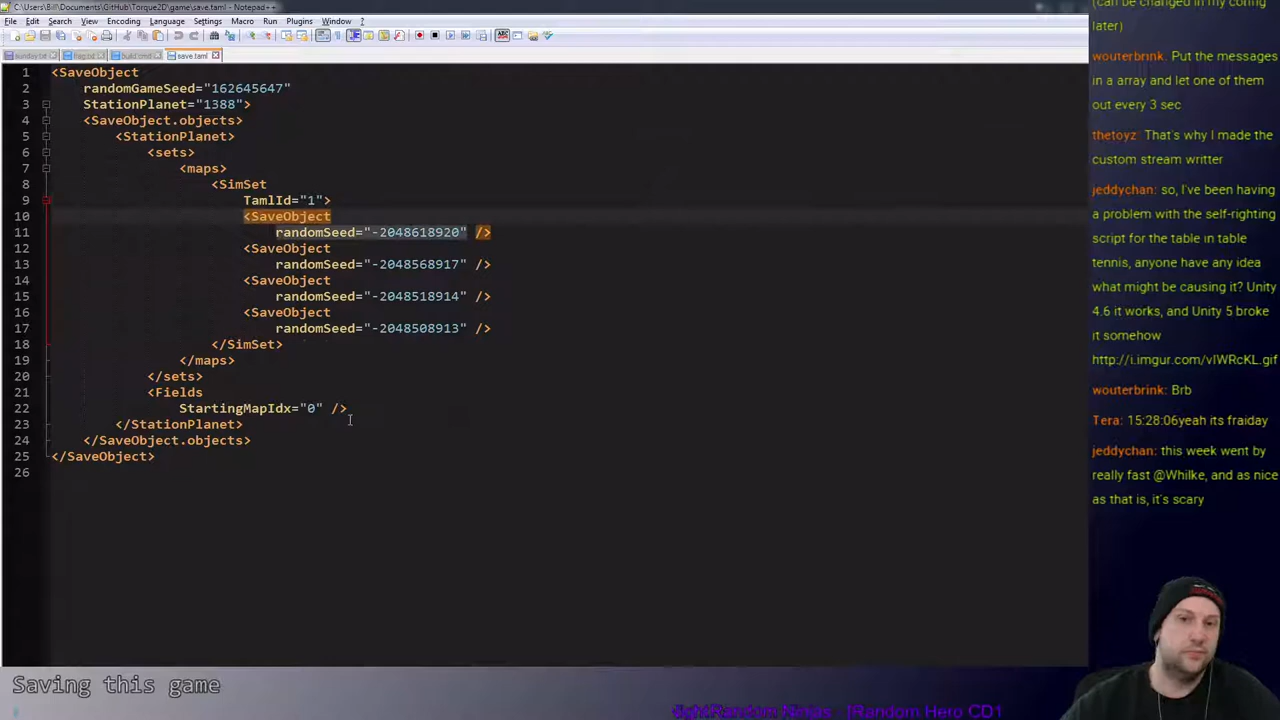 C:\Users\Bill\Documents\GitHub\Torque2D\game\save.taml - Notepad++
File Edit Search View Encoding Language Settings Macro Run Plugins Window ?
save.taml
1 <SaveObject
2 randomGameSeed="162645647"
3 StationPlanet="1388">
4 <SaveObject.objects>
5 <StationPlanet>
6 <sets>
7 <maps>
8 <SimSet
9 TamlId="1">
10 <SaveObject
11 randomSeed="-2048618920" />
12 <SaveObject
13 randomSeed="-2048568917" />
14 <SaveObject
15 randomSeed="-2048518914" />
16 <SaveObject
17 randomSeed="-2048508913" />
18 </SimSet>
19 </maps>
20 </sets>
21 <Fields
22 StartingMapIdx="0" />
23 </StationPlanet>
24 </SaveObject.objects>
25 </SaveObject>
26
(can be changed in my config
later)
wouterbrink: Put the messages
in a array and let one of them
out every 3 sec
thetoyz: That's why I made the
custom stream writter
jeddychan: so, I've been having
a problem with the self-righting
script for the table in table
tennis, anyone have any idea
what might be causing it? Unity
4.6 it works, and Unity 5 broke
it somehow
http://i.imgur.com/vIWRcKL.gif
wouterbrink: Brb
Tera: 15:28:06yeah its fraiday
jeddychan: this week went by
really fast @Whilke, and as nice
as that is, it's scary
Saving this game
Random Ninjas - [Random Hero CD1